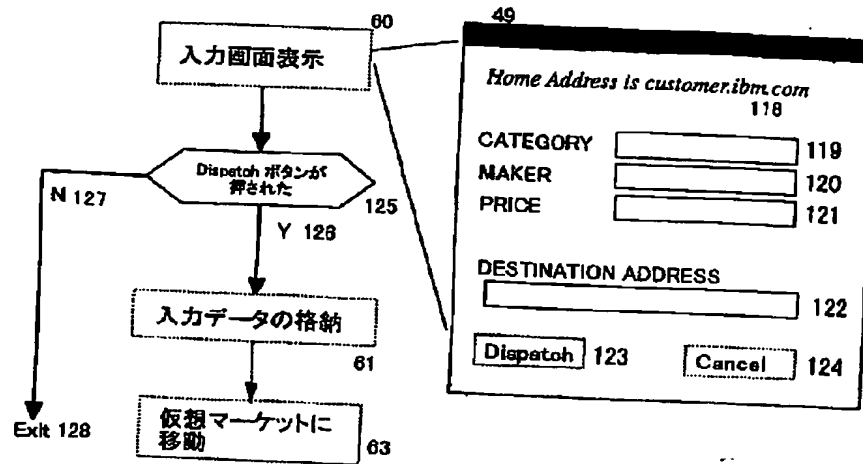 60
入力画面表示
Dispatch ボタンが
押された
125
N 127
Y 126
入力データの格納
61
仮想マーケットに
移動
63
Exit 128
49
Home Address is customer.ibm.com
118
CATEGORY 119
MAKER 120
PRICE 121
DESTINATION ADDRESS
122
Dispatch 123
Cancel 124